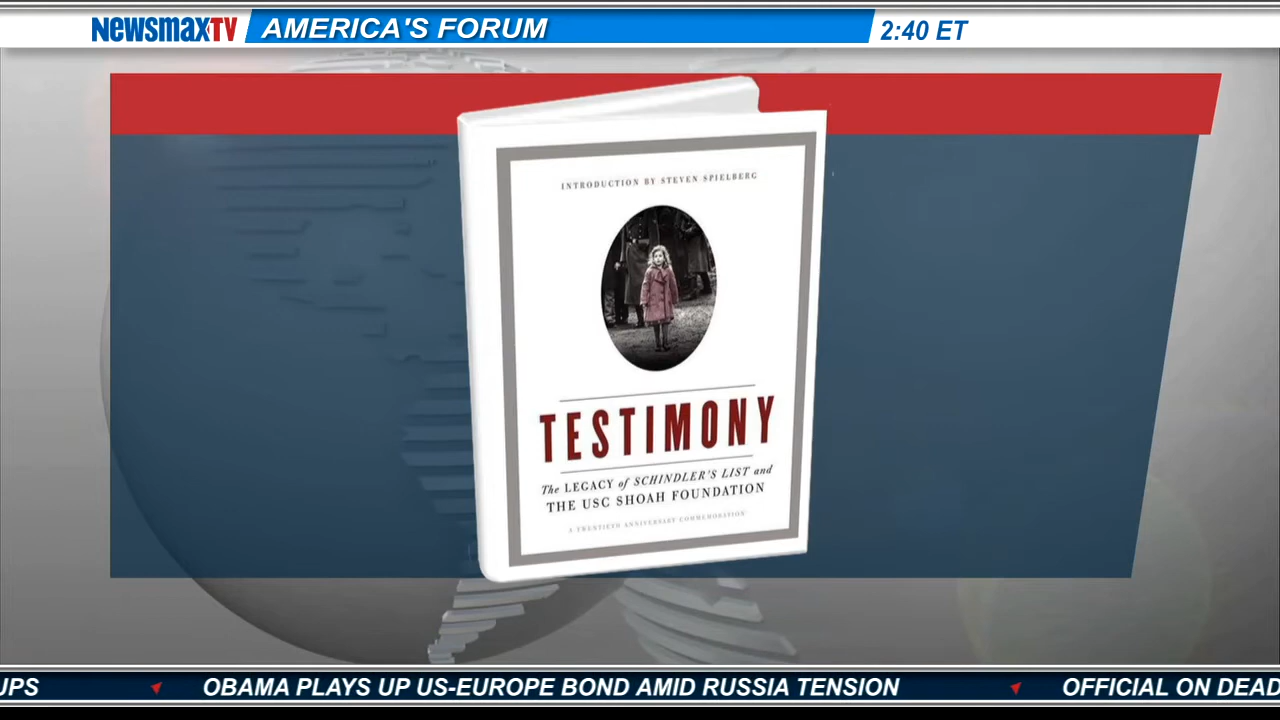 NEWSMAXTV
AMERICA'S FORUM
2:40 ET
INTRODUCTION BY STEVEN SPIELBERG
TESTIMONY
The LEGACY of SCHINDLER'S LIST and
THE USC SHOAH FOUNDATION
A TWENTIETH ANNIVERSARY COMMEMORATION
UPS
OBAMA PLAYS UP US-EUROPE BOND AMID RUSSIA TENSION
OFFICIAL ON DEAD